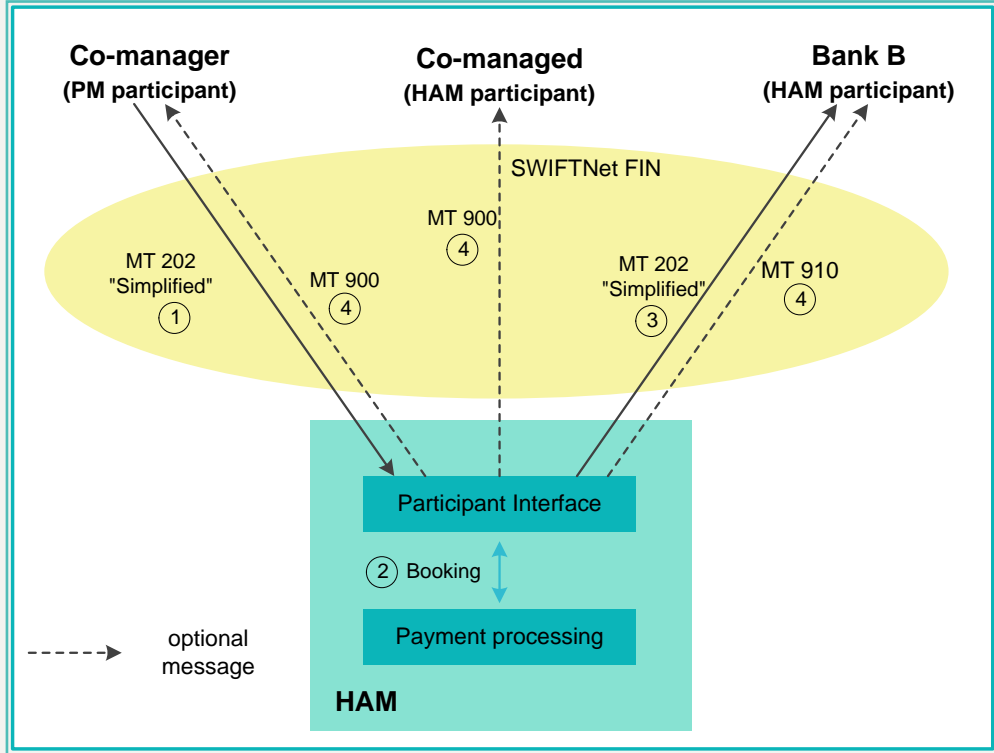 Co-manager
(PM participant)
Co-managed
(HAM participant)
Bank B
(HAM participant)
SWIFTNet FIN
MT 202
"Simplified"
1
MT 900
4
MT 900
4
MT 202
"Simplified"
3
MT 910
4
Participant Interface
2 Booking
Payment processing
optional
message
HAM